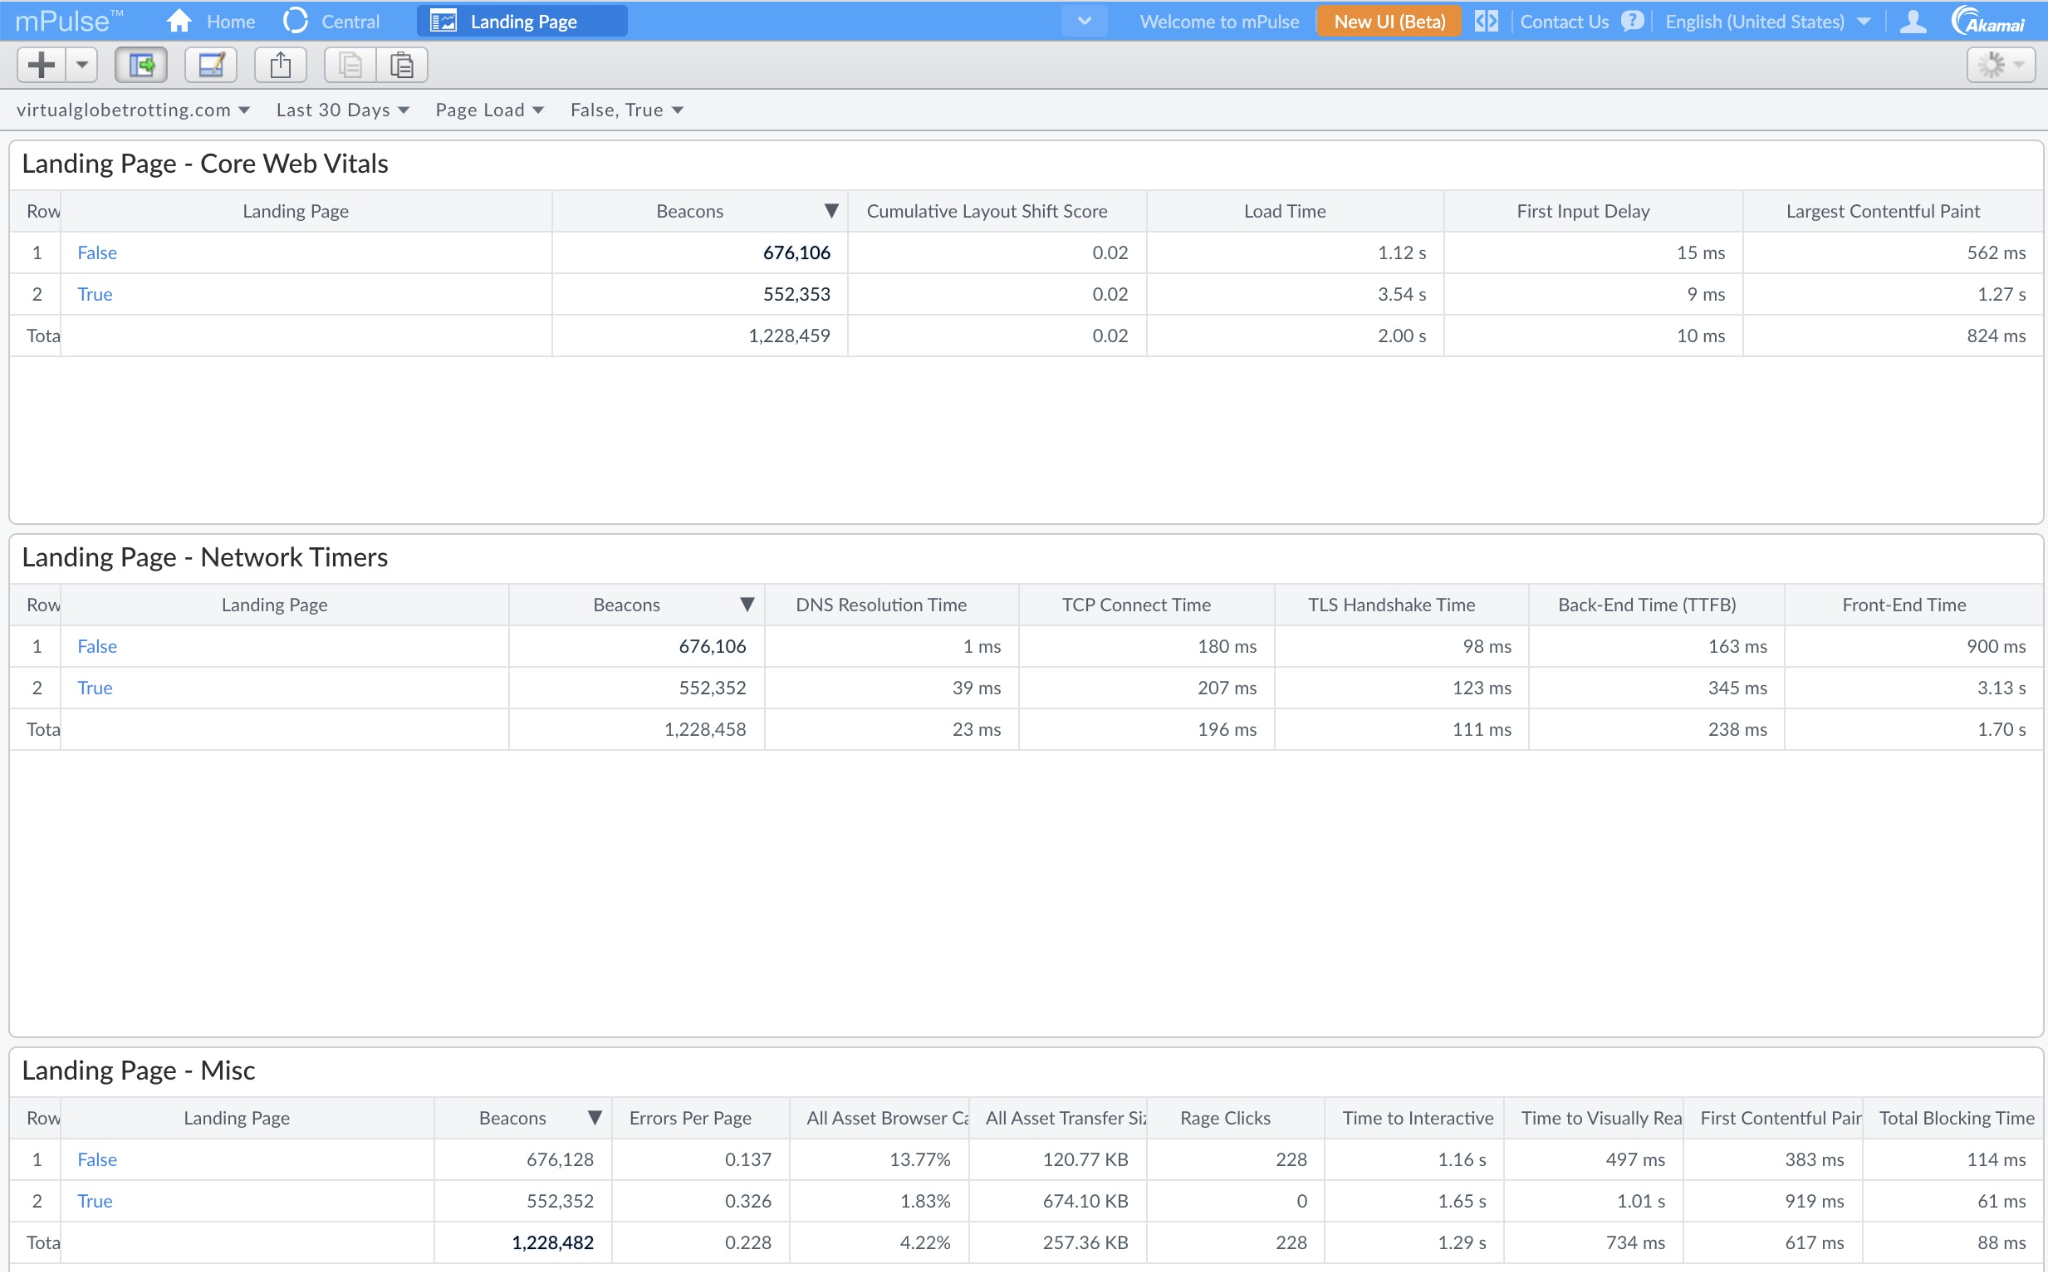 mPulse™ Home Central Landing Page Welcome to mPulse New UI (Beta) Contact Us ? English (United States) Akamai
virtualglobetrotting.com Last 30 Days Page Load False, True
Landing Page - Core Web Vitals
Row Landing Page Beacons ▼ Cumulative Layout Shift Score Load Time First Input Delay Largest Contentful Paint
1 False 676,106 0.02 1.12 s 15 ms 562 ms
2 True 552,353 0.02 3.54 s 9 ms 1.27 s
Tota 1,228,459 0.02 2.00 s 10 ms 824 ms
Landing Page - Network Timers
Row Landing Page Beacons ▼ DNS Resolution Time TCP Connect Time TLS Handshake Time Back-End Time (TTFB) Front-End Time
1 False 676,106 1 ms 180 ms 98 ms 163 ms 900 ms
2 True 552,352 39 ms 207 ms 123 ms 345 ms 3.13 s
Tota 1,228,458 23 ms 196 ms 111 ms 238 ms 1.70 s
Landing Page - Misc
Row Landing Page Beacons ▼ Errors Per Page All Asset Browser Ca All Asset Transfer Siz Rage Clicks Time to Interactive Time to Visually Rea First Contentful Pain Total Blocking Time
1 False 676,128 0.137 13.77% 120.77 KB 228 1.16 s 497 ms 383 ms 114 ms
2 True 552,352 0.326 1.83% 674.10 KB 0 1.65 s 1.01 s 919 ms 61 ms
Tota 1,228,482 0.228 4.22% 257.36 KB 228 1.29 s 734 ms 617 ms 88 ms